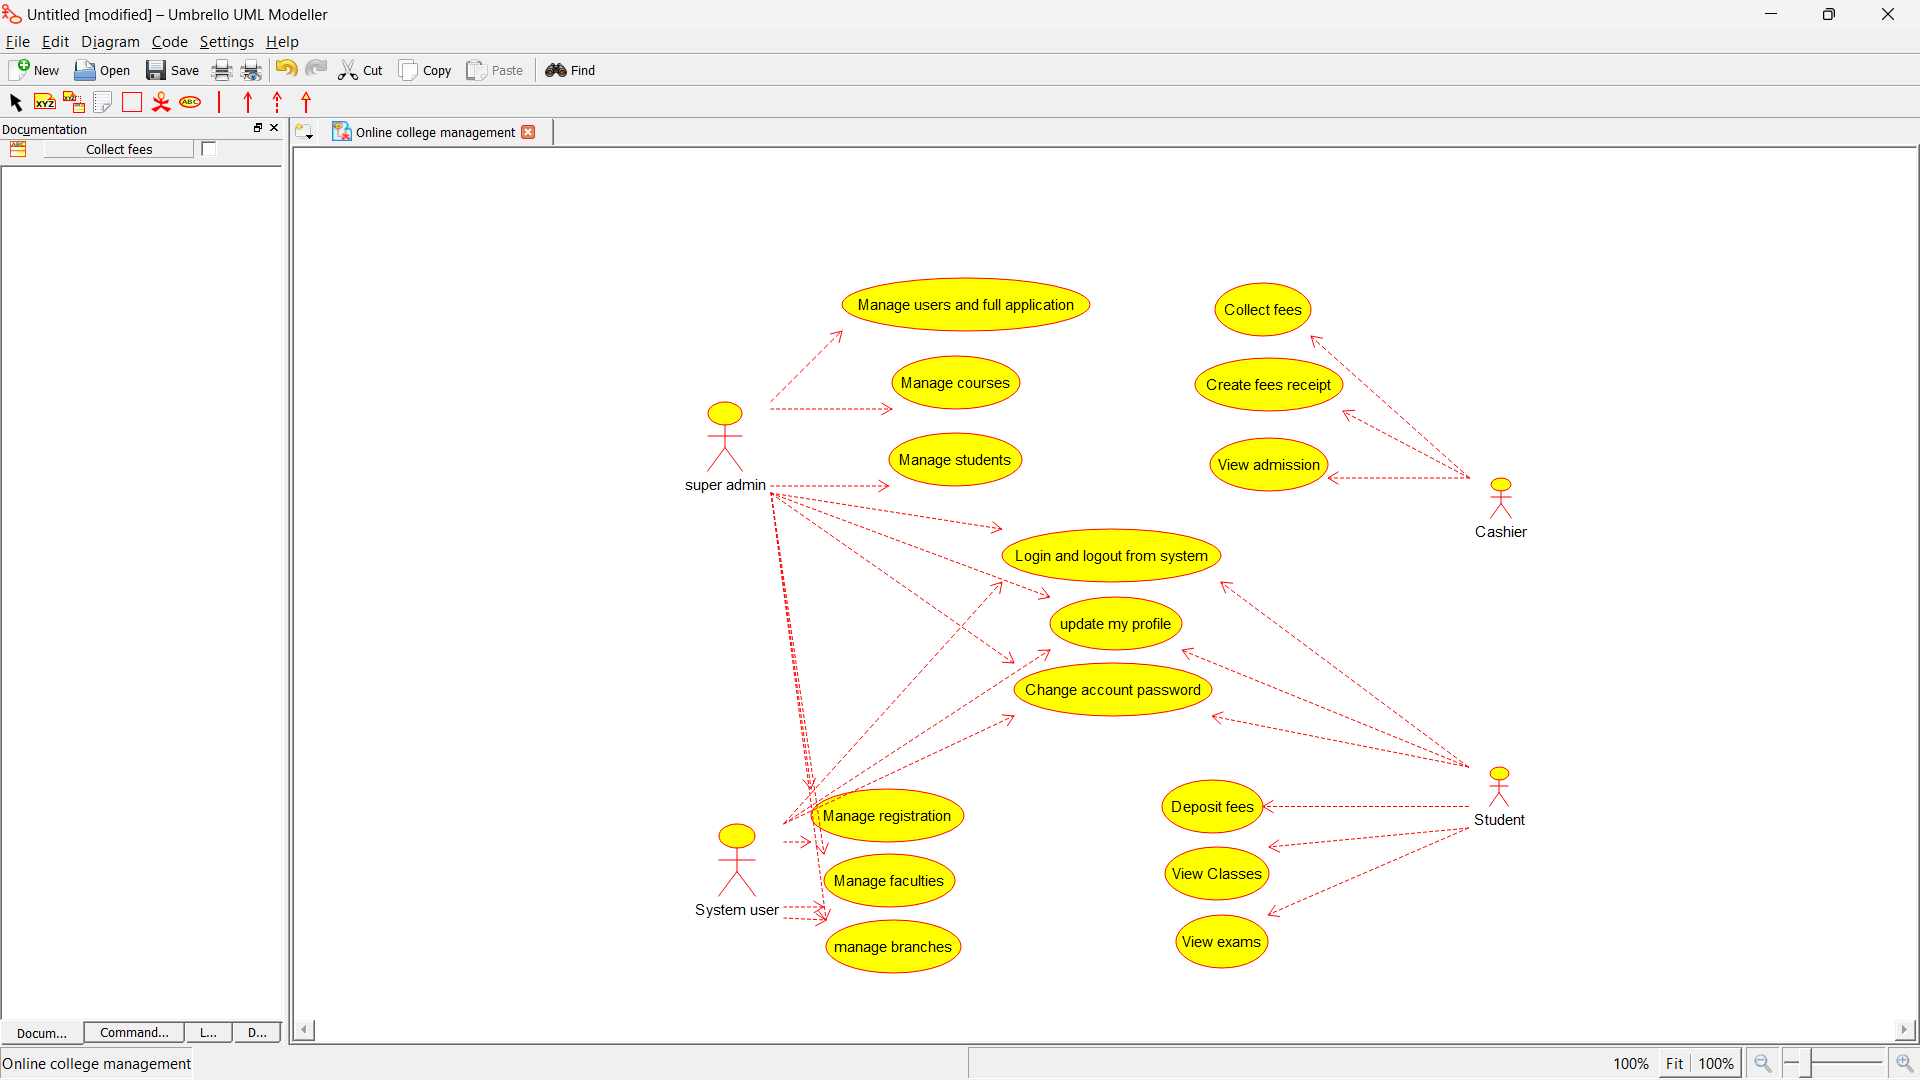 Untitled [modified] – Umbrello UML Modeller
File Edit Diagram Code Settings Help
New Open Save Cut Copy Paste Find
XYZ XYZ ABC
Documentation
Online college management
ABC Collect fees
Manage users and full application
Collect fees
Manage courses
Create fees receipt
Manage students
View admission
super admin
Cashier
Login and logout from system
update my profile
Change account password
Manage registration
Deposit fees
Student
Manage faculties
View Classes
System user
manage branches
View exams
Docum... Command... L... D...
Online college management
100% Fit 100%